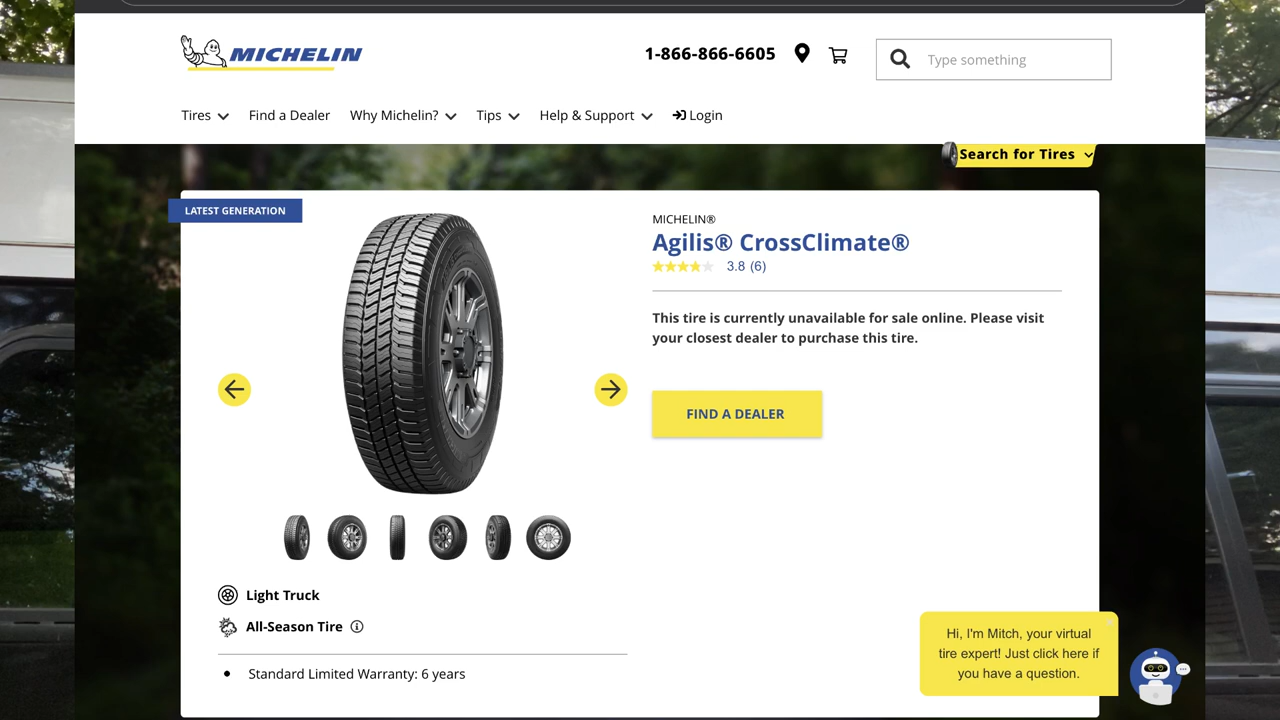 MICHELIN
1-866-866-6605
Type something
Tires
Find a Dealer
Why Michelin?
Tips
Help & Support
Login
Search for Tires
LATEST GENERATION
MICHELIN®
Agilis® CrossClimate®
3.8 (6)
This tire is currently unavailable for sale online. Please visit
your closest dealer to purchase this tire.
FIND A DEALER
Light Truck
All-Season Tire
Standard Limited Warranty: 6 years
Hi, I'm Mitch, your virtual
tire expert! Just click here if
you have a question.